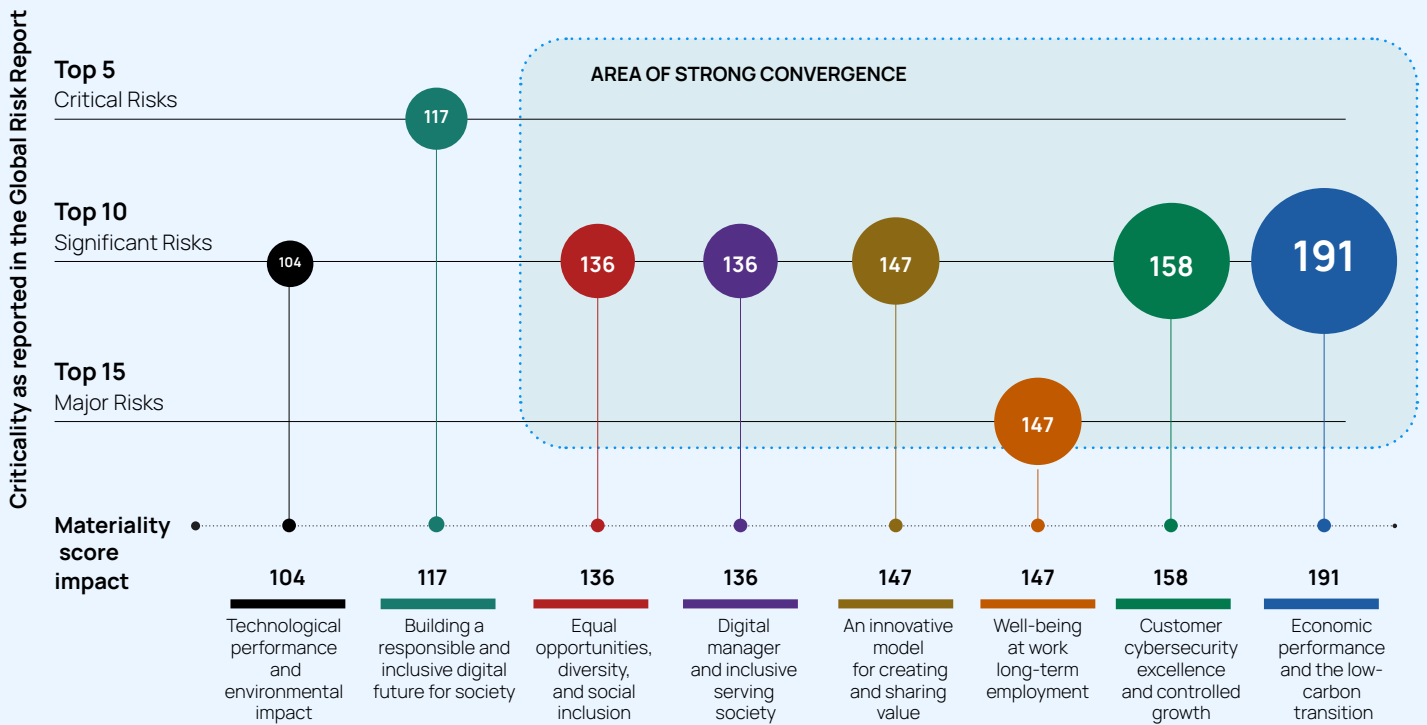 Criticality as reported in the Global Risk Report
AREA OF STRONG CONVERGENCE
Top 5
Critical Risks
117
Top 10
Significant Risks
104
136
136
147
158
191
Top 15
Major Risks
147
Materiality
score
impact
104
117
136
136
147
147
158
191
Technological
performance
and
environmental
impact
Building a
responsible and
inclusive digital
future for society
Equal
opportunities,
diversity,
and social
inclusion
Digital
manager
and inclusive
serving
society
An innovative
model
for creating
and sharing
value
Well-being
at work
long-term
employment
Customer
cybersecurity
excellence
and controlled
growth
Economic
performance
and the low-
carbon
transition